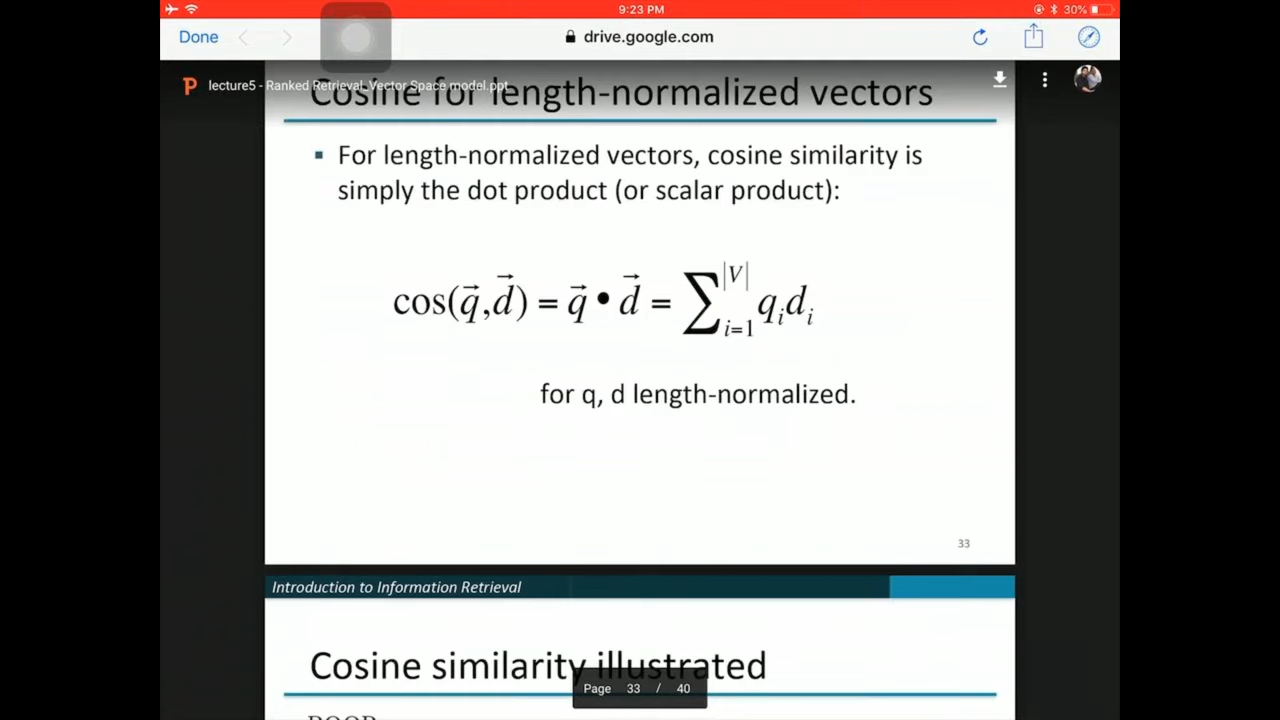 9:23 PM
30%
Done
drive.google.com
lecture5 - Ranked Retrieval_Vector Space model.ppt
Cosine for length-normalized vectors
▪ For length-normalized vectors, cosine similarity is
simply the dot product (or scalar product):
cos(q⃗,d⃗) = q⃗ • d⃗ = ∑_{i=1}^{|V|} q_i d_i
for q, d length-normalized.
33
Introduction to Information Retrieval
Cosine similarity illustrated
Page 33 / 40
POOR